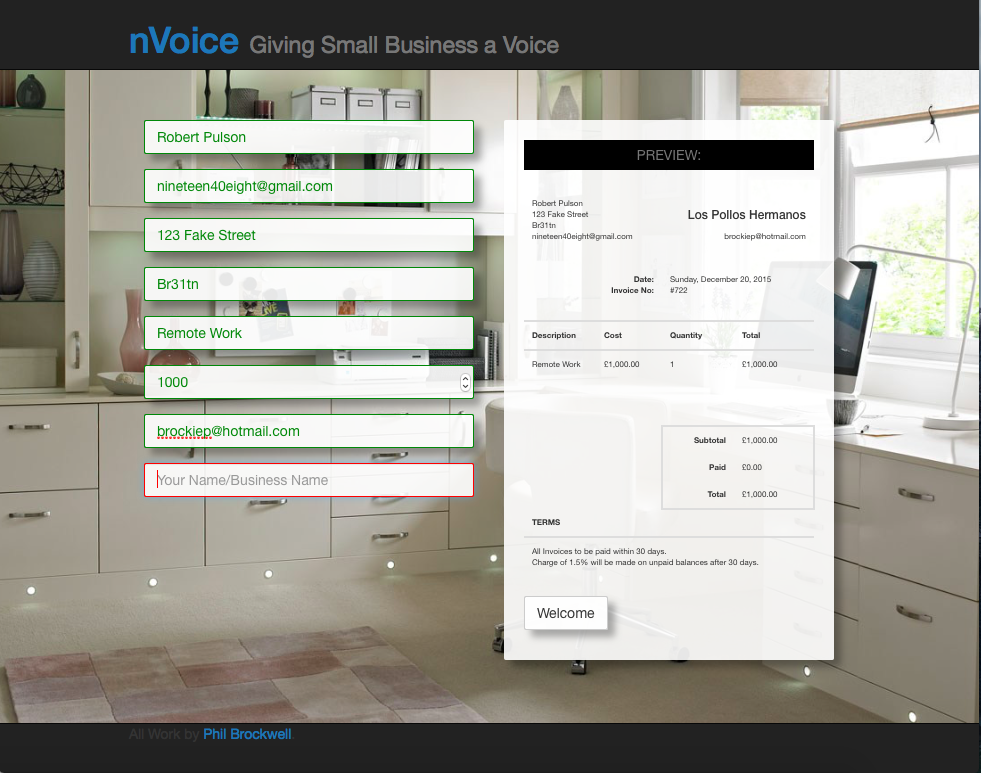 nVoice Giving Small Business a Voice
Robert Pulson
nineteen40eight@gmail.com
123 Fake Street
Br31tn
Remote Work
1000
brockiep@hotmail.com
Your Name/Business Name
PREVIEW:
Robert Pulson
123 Fake Street
Br31tn
nineteen40eight@gmail.com
Los Pollos Hermanos
brockiep@hotmail.com
Date: Sunday, December 20, 2015
Invoice No: #722
Description Cost Quantity Total
Remote Work £1,000.00 1 £1,000.00
Subtotal £1,000.00
Paid £0.00
Total £1,000.00
TERMS
All Invoices to be paid within 30 days.
Charge of 1.5% will be made on unpaid balances after 30 days.
Welcome
All Work by Phil Brockwell.